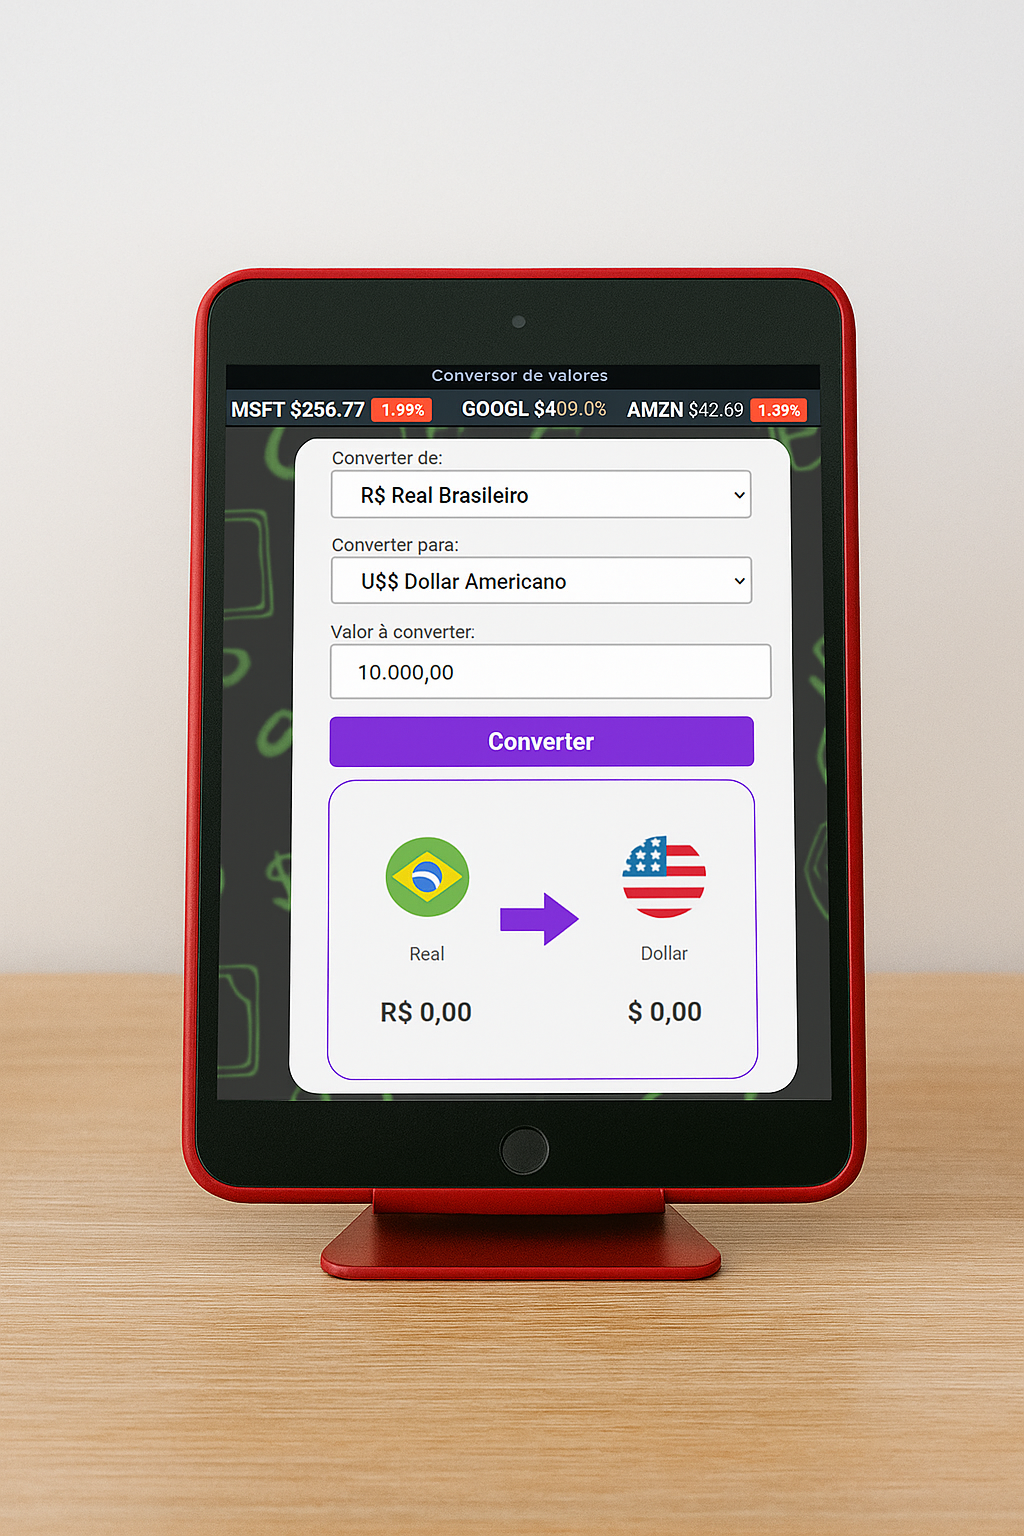 Conversor de valores
MSFT $256.77 1.99% GOOGL $409.0% AMZN $42.69 1.39%
Converter de:
R$ Real Brasileiro
Converter para:
U$$ Dollar Americano
Valor à converter:
10.000,00
Converter
Real Dollar
R$ 0,00 $ 0,00